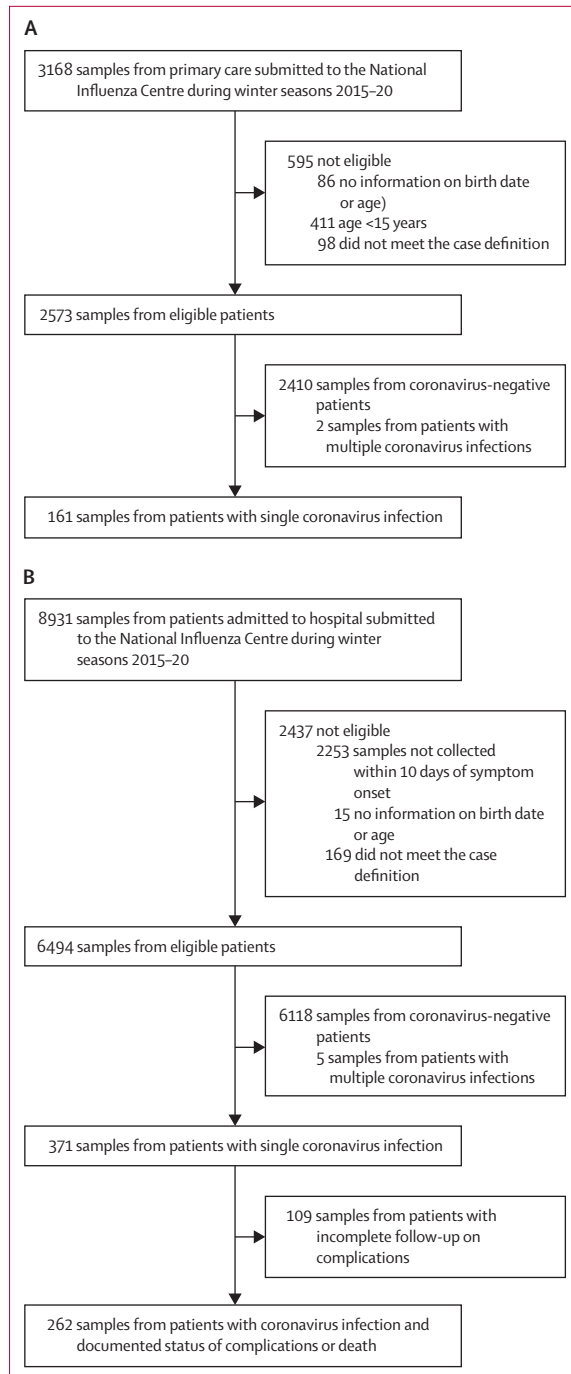 A
3168 samples from primary care submitted to the National
Influenza Centre during winter seasons 2015–20
595 not eligible
86 no information on birth date
or age)
411 age <15 years
98 did not meet the case definition
2573 samples from eligible patients
2410 samples from coronavirus-negative
patients
2 samples from patients with
multiple coronavirus infections
161 samples from patients with single coronavirus infection
B
8931 samples from patients admitted to hospital submitted
to the National Influenza Centre during winter
seasons 2015–20
2437 not eligible
2253 samples not collected
within 10 days of symptom
onset
15 no information on birth date
or age
169 did not meet the case
definition
6494 samples from eligible patients
6118 samples from coronavirus-negative
patients
5 samples from patients with
multiple coronavirus infections
371 samples from patients with single coronavirus infection
109 samples from patients with
incomplete follow-up on
complications
262 samples from patients with coronavirus infection and
documented status of complications or death